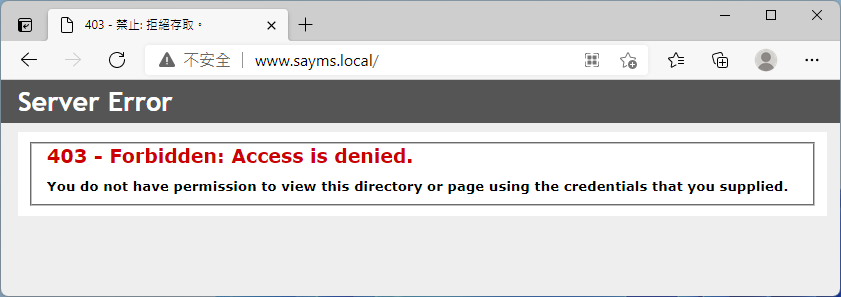 403 - 禁止: 拒絕存取。
不安全 www.sayms.local/
Server Error
403 - Forbidden: Access is denied.
You do not have permission to view this directory or page using the credentials that you supplied.